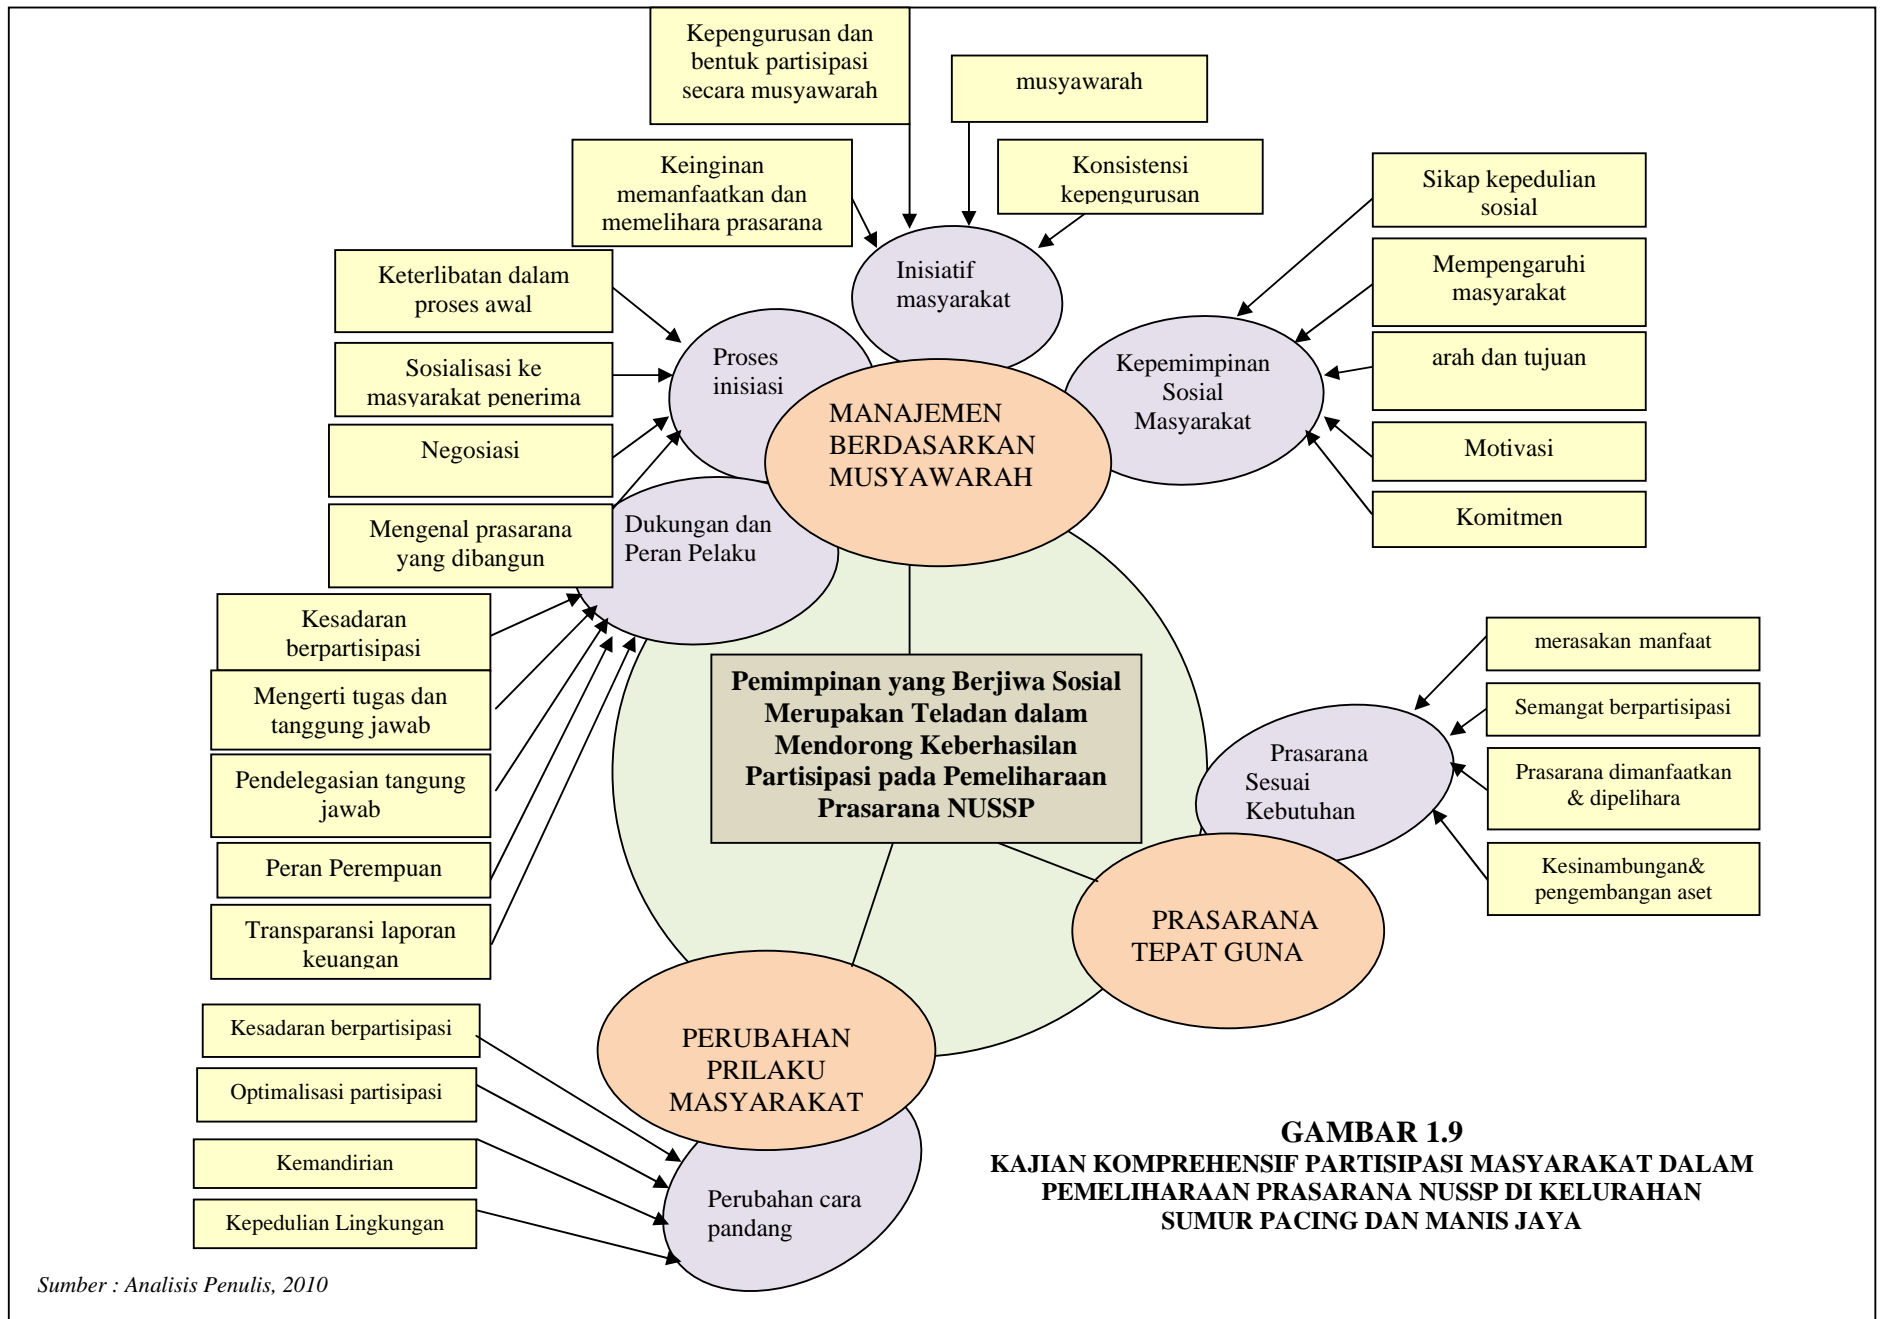 Kepengurusan dan
bentuk partisipasi
secara musyawarah
musyawarah
Keinginan
memanfaatkan dan
memelihara prasarana
Konsistensi
kepengurusan
Inisiatif
masyarakat
Keterlibatan dalam
proses awal
Sosialisasi ke
masyarakat penerima
Negosiasi
Mengenal prasarana
yang dibangun
Proses
inisiasi
Sikap kepedulian
sosial
Mempengaruhi
masyarakat
arah dan tujuan
Motivasi
Komitmen
Kepemimpinan
Sosial
Masyarakat
MANAJEMEN
BERDASARKAN
MUSYAWARAH
Dukungan dan
Peran Pelaku
Kesadaran
berpartisipasi
Mengerti tugas dan
tanggung jawab
Pendelegasian tangung
jawab
Peran Perempuan
Transparansi laporan
keuangan
Pemimpinan yang Berjiwa Sosial
Merupakan Teladan dalam
Mendorong Keberhasilan
Partisipasi pada Pemeliharaan
Prasarana NUSSP
merasakan manfaat
Semangat berpartisipasi
Prasarana dimanfaatkan
& dipelihara
Kesinambungan&
pengembangan aset
Prasarana
Sesuai
Kebutuhan
PRASARANA
TEPAT GUNA
PERUBAHAN
PRILAKU
MASYARAKAT
Kesadaran berpartisipasi
Optimalisasi partisipasi
Kemandirian
Kepedulian Lingkungan
Perubahan cara
pandang
GAMBAR 1.9
KAJIAN KOMPREHENSIF PARTISIPASI MASYARAKAT DALAM
PEMELIHARAAN PRASARANA NUSSP DI KELURAHAN
SUMUR PACING DAN MANIS JAYA
Sumber : Analisis Penulis, 2010